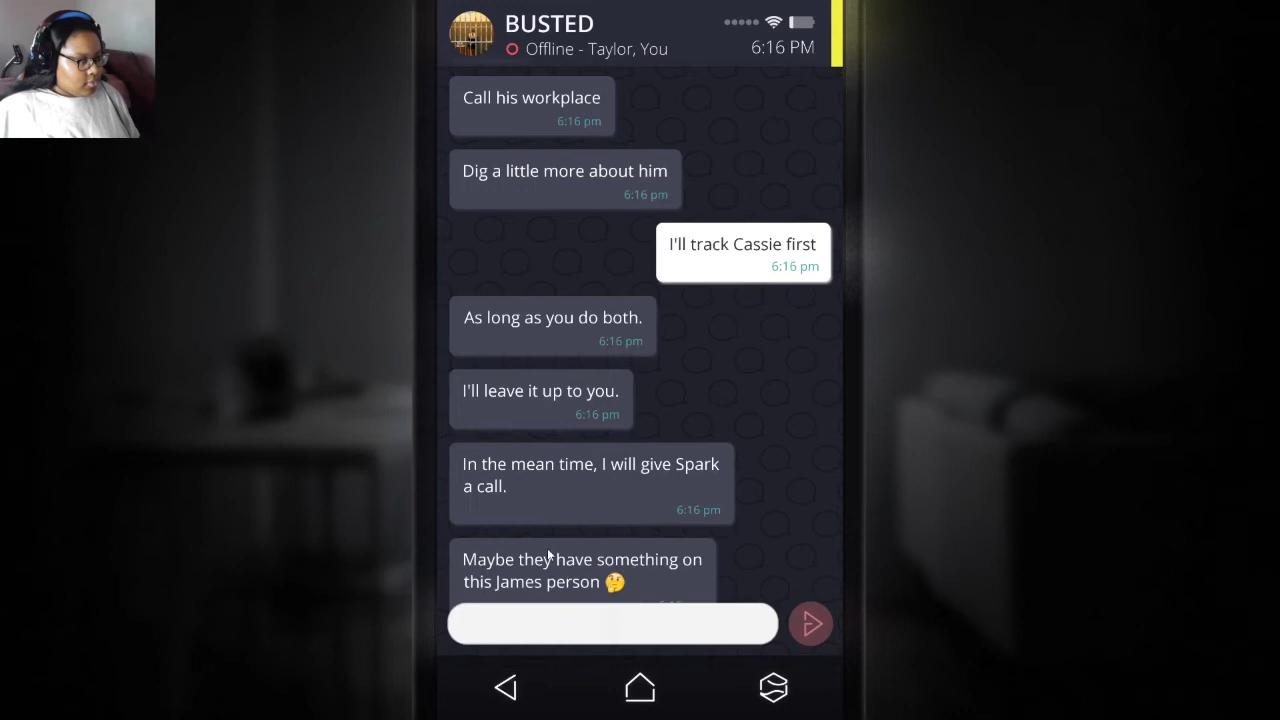 BUSTED
Offline - Taylor, You
6:16 PM
Call his workplace
6:16 pm
Dig a little more about him
6:16 pm
I'll track Cassie first
6:16 pm
As long as you do both.
6:16 pm
I'll leave it up to you.
6:16 pm
In the mean time, I will give Spark
a call.
6:16 pm
Maybe they have something on
this James person 🤔